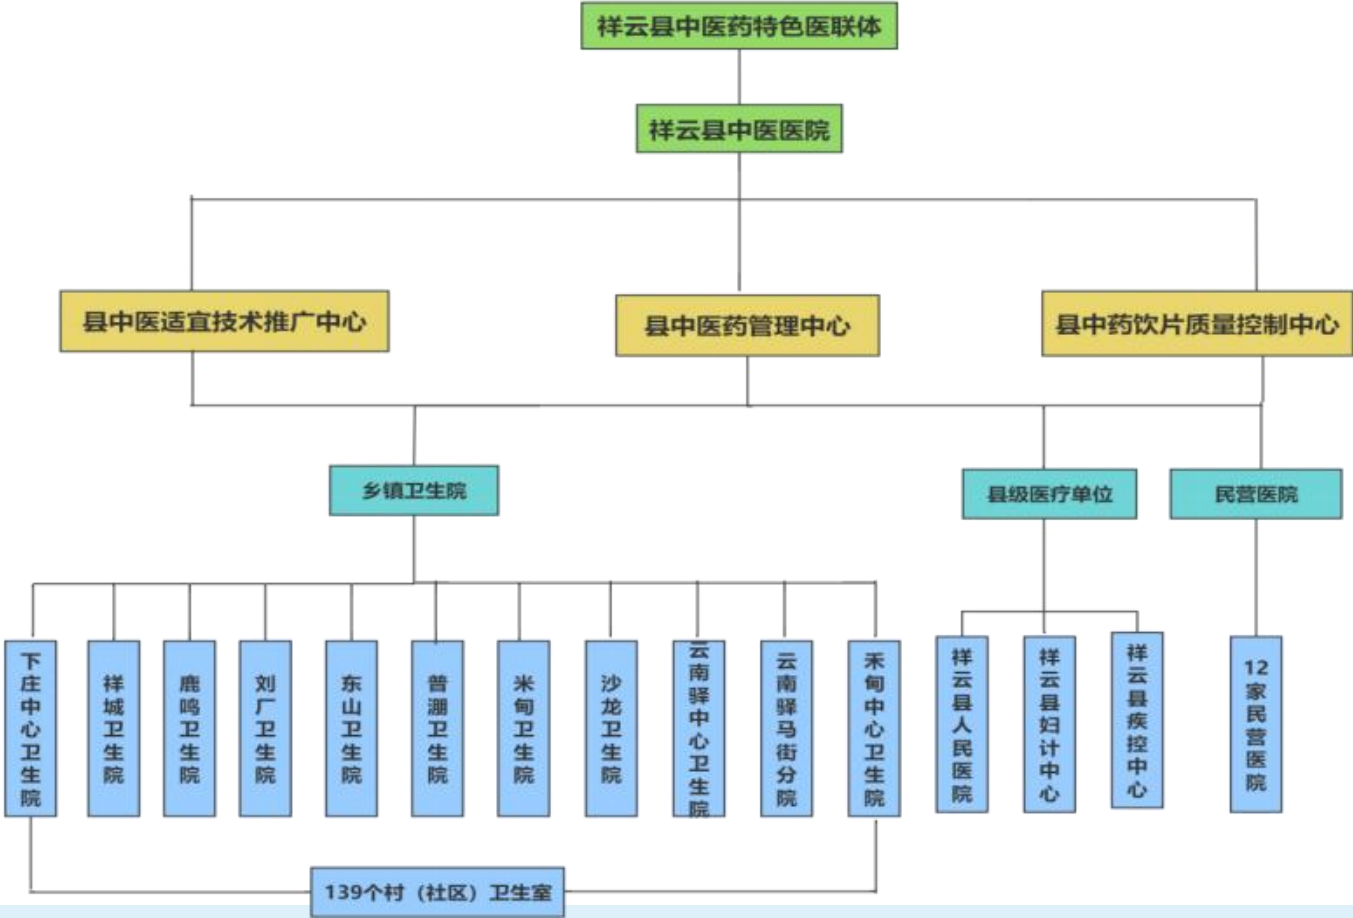 祥云县中医药特色医联体
祥云县中医医院
县中医适宜技术推广中心
县中医药管理中心
县中药饮片质量控制中心
乡镇卫生院
县级医疗单位
民营医院
下庄中心卫生院
祥城卫生院
鹿鸣卫生院
刘厂卫生院
东山卫生院
普淜卫生院
米甸卫生院
沙龙卫生院
云南驿中心卫生院
云南驿马街分院
禾甸中心卫生院
祥云县人民医院
祥云县妇计中心
祥云县疾控中心
12家民营医院
139个村（社区）卫生室